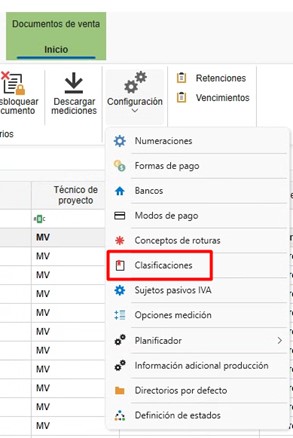 Documentos de venta
Inicio
sbloquear
cumento
Descargar
mediciones
Configuración
Retenciones
Vencimientos
rios
Numeraciones
Formas de pago
Bancos
Modos de pago
Conceptos de roturas
Clasificaciones
Sujetos pasivos IVA
Opciones medición
Planificador
Información adicional producción
Directorios por defecto
Definición de estados
Técnico de
proyecto
MV
MV
MV
MV
MV
MV
MV
MV
MV
MV
MV